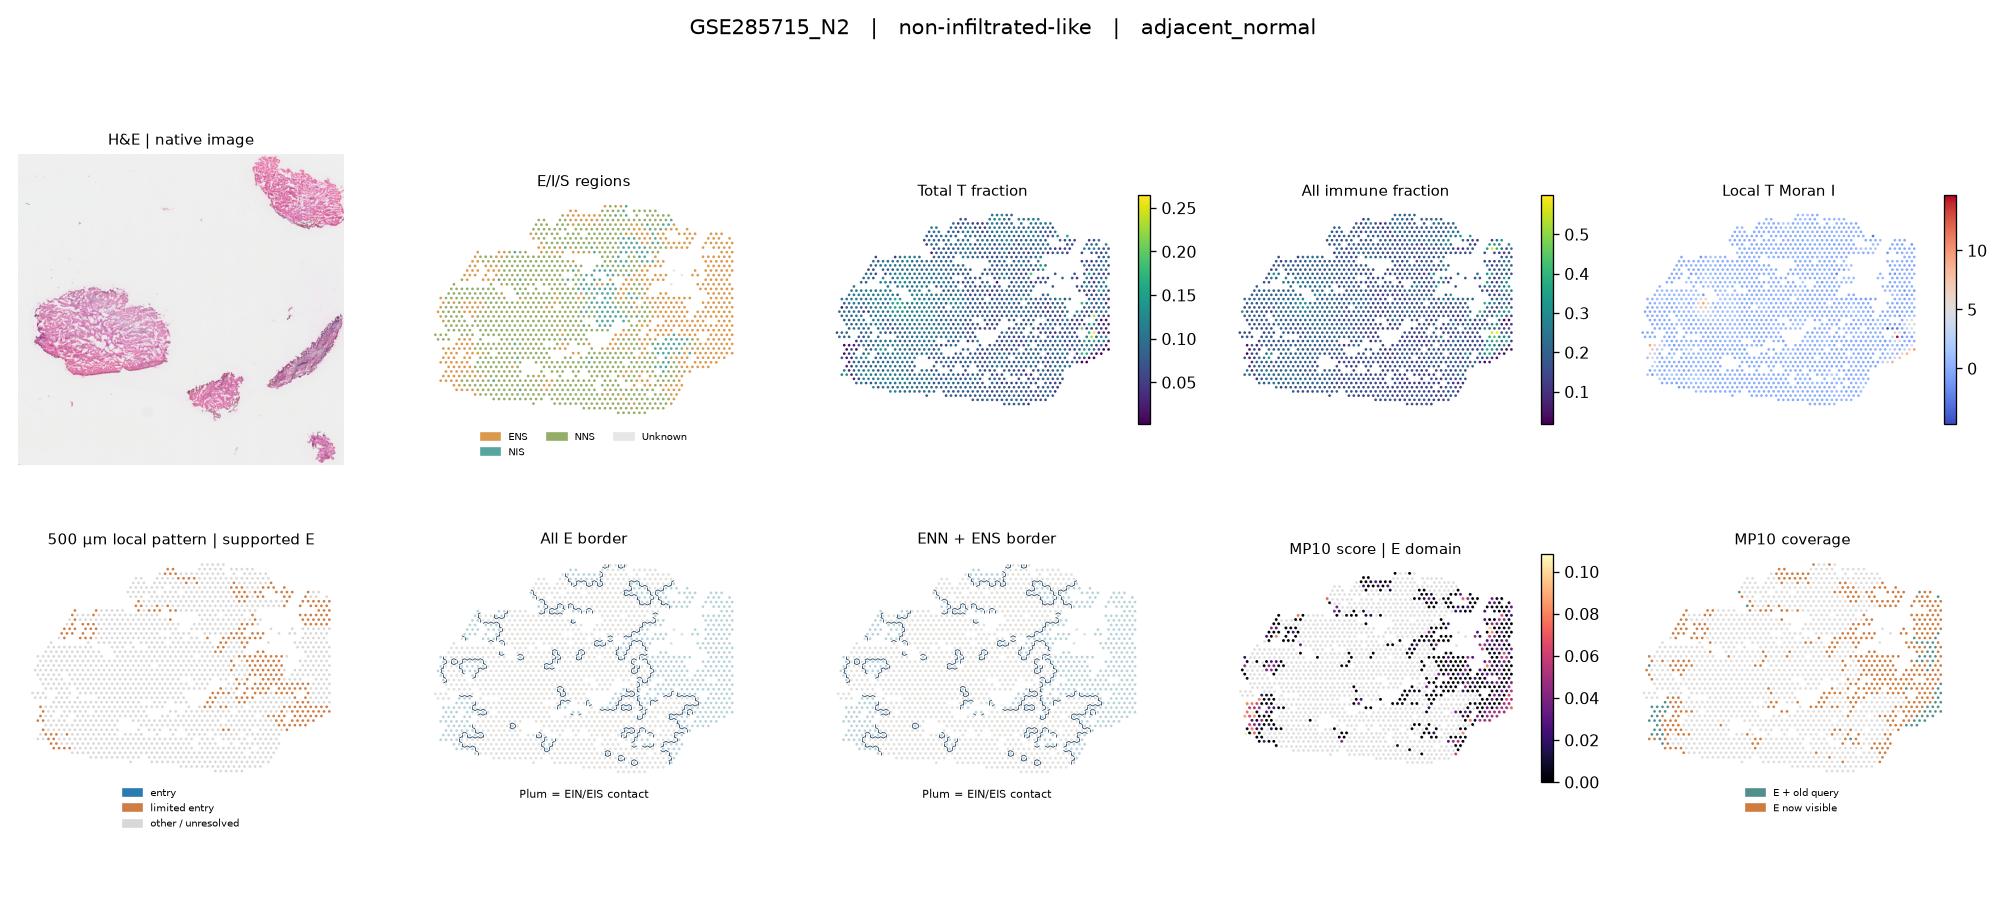 GSE285715_N2 | non-infiltrated-like | adjacent_normal
H&E | native image
E/I/S regions
ENS
NNS
Unknown
NIS
Total T fraction
0.25
0.20
0.15
0.10
0.05
All immune fraction
0.5
0.4
0.3
0.2
0.1
Local T Moran I
10
5
0
500 µm local pattern | supported E
entry
limited entry
other / unresolved
All E border
Plum = EIN/EIS contact
ENN + ENS border
Plum = EIN/EIS contact
MP10 score | E domain
0.10
0.08
0.06
0.04
0.02
0.00
MP10 coverage
E + old query
E now visible